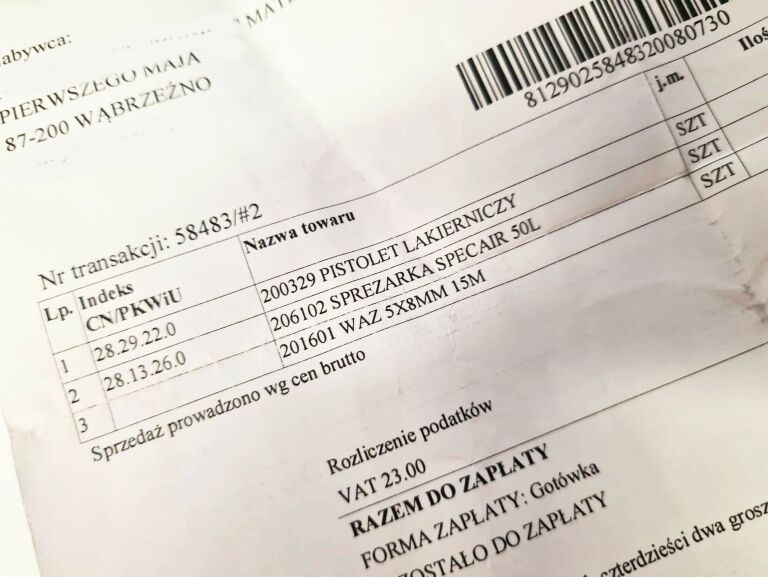 abywca:
PIERWSZEGO MAJA
87-200 WĄBRZEŹNO
8129025848320080730
Nr transakcji: 58483/#2
Lp. Indeks CN/PKWiU Nazwa towaru j.m. Iloś
1 28.29.22.0 200329 PISTOLET LAKIERNICZY SZT
2 28.13.26.0 206102 SPREZARKA SPECAIR 50L SZT
3 201601 WAZ 5X8MM 15M SZT
Sprzedaż prowadzono wg cen brutto
Rozliczenie podatków
VAT 23.00
RAZEM DO ZAPŁATY
FORMA ZAPŁATY: Gotówka
ZOSTAŁO DO ZAPŁATY
czterdzieści dwa grosz